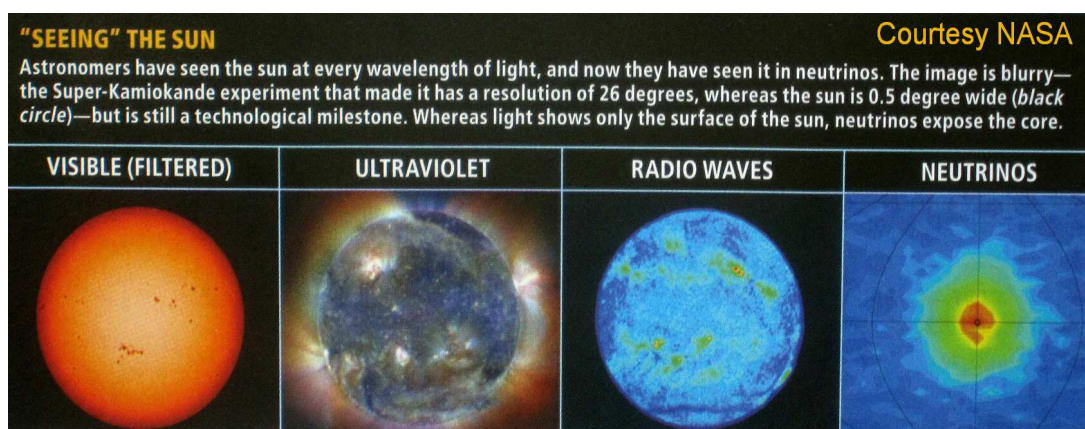 "SEEING" THE SUN
Courtesy NASA
Astronomers have seen the sun at every wavelength of light, and now they have seen it in neutrinos. The image is blurry—
the Super-Kamiokande experiment that made it has a resolution of 26 degrees, whereas the sun is 0.5 degree wide (black
circle)—but is still a technological milestone. Whereas light shows only the surface of the sun, neutrinos expose the core.
VISIBLE (FILTERED)
ULTRAVIOLET
RADIO WAVES
NEUTRINOS